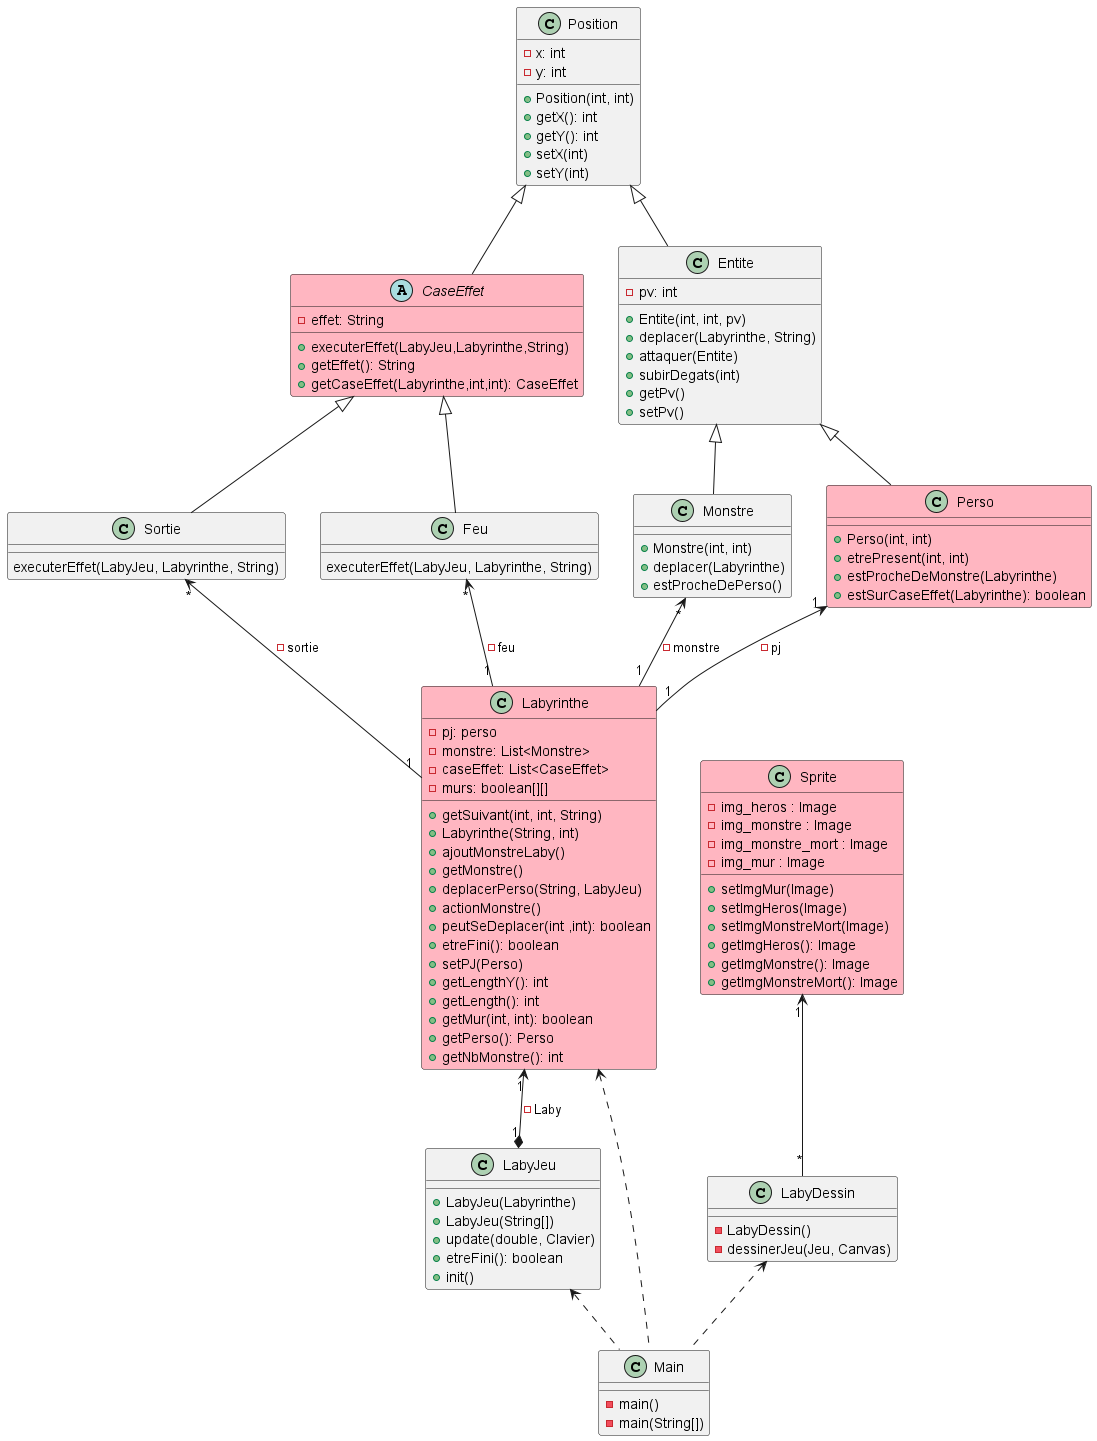 C Position
x: int
y: int
Position(int, int)
getX(): int
getY(): int
setX(int)
setY(int)
A CaseEffet
effet: String
executerEffet(LabyJeu,Labyrinthe,String)
getEffet(): String
getCaseEffet(Labyrinthe,int,int): CaseEffet
C Entite
pv: int
Entite(int, int, pv)
deplacer(Labyrinthe, String)
attaquer(Entite)
subirDegats(int)
getPv()
setPv()
C Sortie
executerEffet(LabyJeu, Labyrinthe, String)
C Feu
executerEffet(LabyJeu, Labyrinthe, String)
C Monstre
Monstre(int, int)
deplacer(Labyrinthe)
estProcheDePerso()
C Perso
Perso(int, int)
etrePresent(int, int)
estProcheDeMonstre(Labyrinthe)
estSurCaseEffet(Labyrinthe): boolean
*
*
*
1
sortie
feu
monstre
pj
1
1
1
1
C Labyrinthe
pj: perso
monstre: List<Monstre>
caseEffet: List<CaseEffet>
murs: boolean[][]
getSuivant(int, int, String)
Labyrinthe(String, int)
ajoutMonstreLaby()
getMonstre()
deplacerPerso(String, LabyJeu)
actionMonstre()
peutSeDeplacer(int ,int): boolean
etreFini(): boolean
setPJ(Perso)
getLengthY(): int
getLength(): int
getMur(int, int): boolean
getPerso(): Perso
getNbMonstre(): int
C Sprite
img_heros : Image
img_monstre : Image
img_monstre_mort : Image
img_mur : Image
setImgMur(Image)
setImgHeros(Image)
setImgMonstreMort(Image)
getImgHeros(): Image
getImgMonstre(): Image
getImgMonstreMort(): Image
1
1
Laby
1
*
C LabyJeu
LabyJeu(Labyrinthe)
LabyJeu(String[])
update(double, Clavier)
etreFini(): boolean
init()
C LabyDessin
LabyDessin()
dessinerJeu(Jeu, Canvas)
C Main
main()
main(String[])